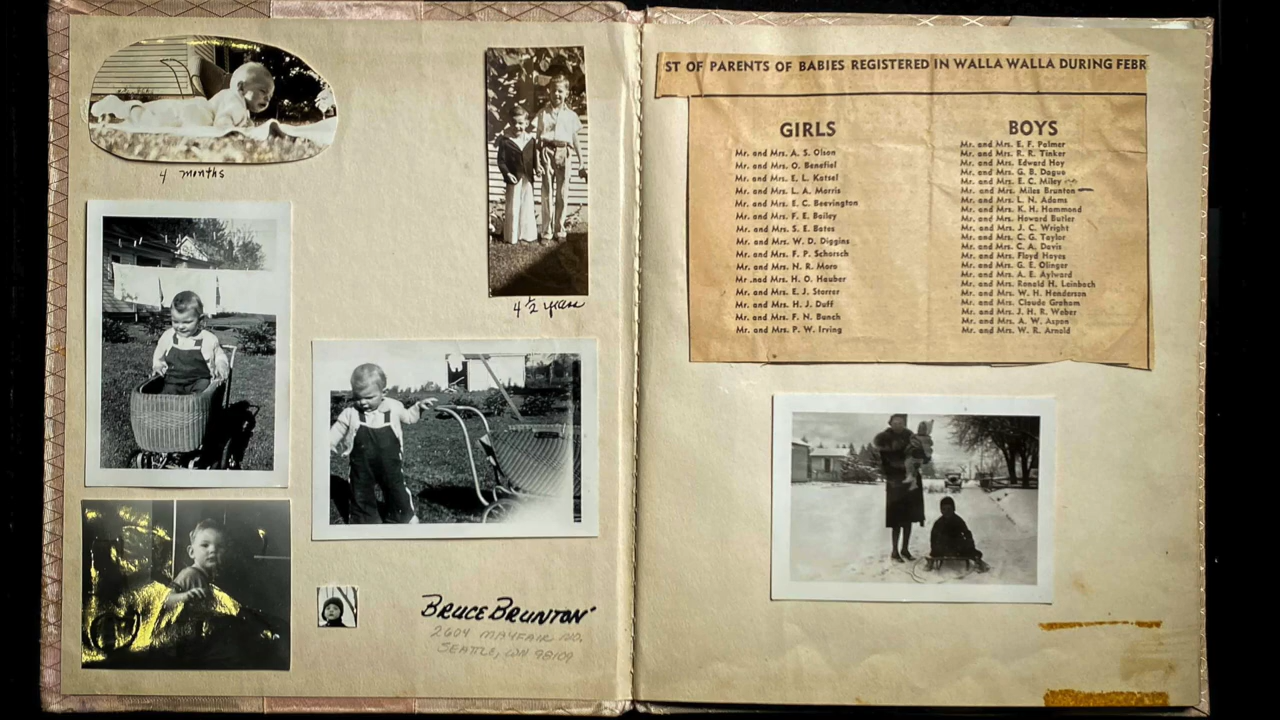 4 months
4 ½ years
BRUCE BRUNTON
2604 MAYFAIR NO.
SEATTLE, WN 98109
ST OF PARENTS OF BABIES REGISTERED IN WALLA WALLA DURING FEBR
GIRLS
Mr. and Mrs. A. S. Olson
Mr. and Mrs. O. Benefiel
Mr. and Mrs. E. L. Katsel
Mr. and Mrs. L. A. Morris
Mr. and Mrs. E. C. Beevington
Mr. and Mrs. F. E. Bailey
Mr. and Mrs. S. E. Bates
Mr. and Mrs. W. D. Diggins
Mr. and Mrs. F. P. Schorsch
Mr. and Mrs. N. R. Moro
Mr .nad Mrs. H. O. Hauber
Mr. and Mrs. E. J. Storrer
Mr. and Mrs. H. J. Duff
Mr. and Mrs. F. N. Bunch
Mr. and Mrs. P. W. Irving
BOYS
Mr. and Mrs. E. F. Palmer
Mr. and Mrs. R. R. Tinker
Mr. and Mrs. Edward Hoy
Mr. and Mrs. G. B. Dague
Mr. and Mrs. E. C. Miley
Mr. and Mrs. Miles Brunton
Mr. and Mrs. L. N. Adams
Mr. and Mrs. K. H. Hammond
Mr. and Mrs. Howard Butler
Mr. and Mrs. J. C. Wright
Mr. and Mrs. C. G. Taylor
Mr. and Mrs. C. A. Davis
Mr. and Mrs. Floyd Hayes
Mr. and Mrs. G. E. Olinger
Mr. and Mrs. A. E. Aylward
Mr. and Mrs. Ronald H. Leinbach
Mr. and Mrs. W. H. Henderson
Mr. and Mrs. Claude Graham
Mr. and Mrs. J. H. R. Weber
Mr. and Mrs. A. W. Aspon
Mr. and Mrs. W. R. Arnold